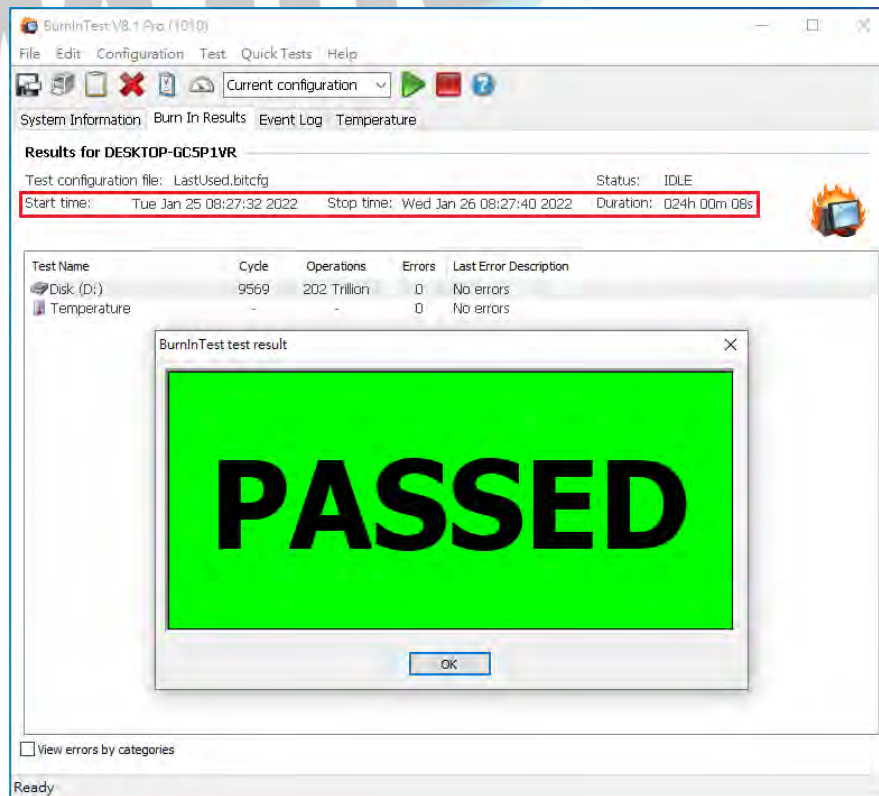 BurnInTest V8.1 Pro (1010)
File Edit Configuration Test Quick Tests Help
Current configuration
System Information Burn In Results Event Log Temperature
Results for DESKTOP-GC5P1VR
Test configuration file: LastUsed.bitcfg Status: IDLE
Start time: Tue Jan 25 08:27:32 2022 Stop time: Wed Jan 26 08:27:40 2022 Duration: 024h 00m 08s
Test Name Cycle Operations Errors Last Error Description
Disk (D:) 9569 202 Trillion 0 No errors
Temperature - - 0 No errors
BurnInTest test result
PASSED
OK
View errors by categories
Ready